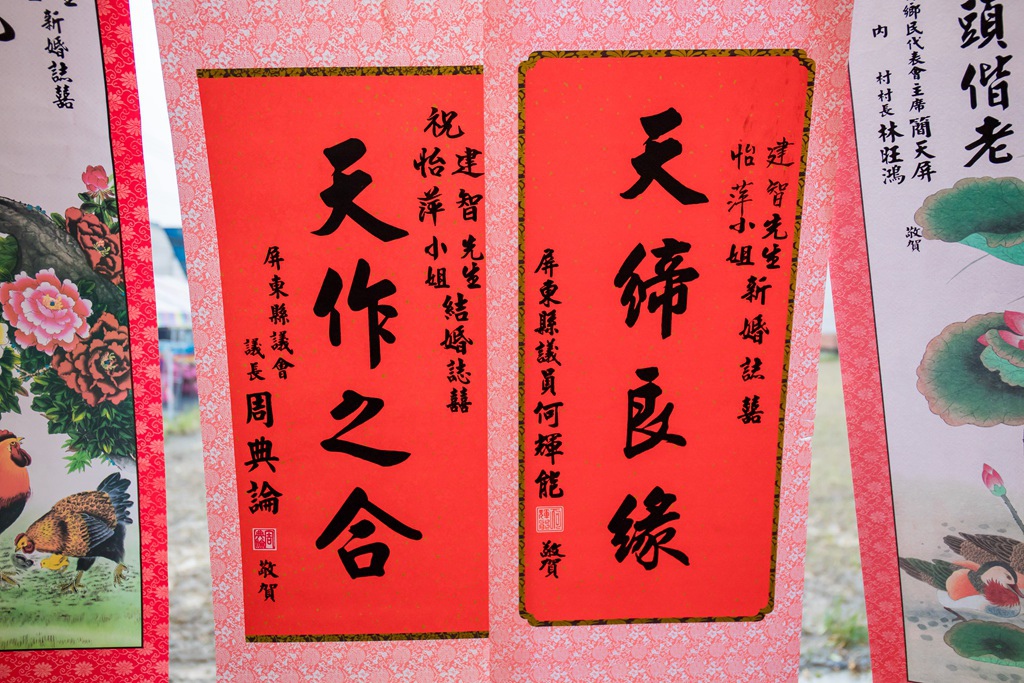 頭偕老
鄉民代表會主席簡天屏
內
村村長林旺鴻
敬賀
建智先生
怡萍小姐
新婚誌囍
天締良緣
屏東縣議員何輝能
敬賀
祝
建智先生
怡萍小姐
結婚誌囍
天作之合
屏東縣議會
議長
周典論
敬賀
新婚誌囍